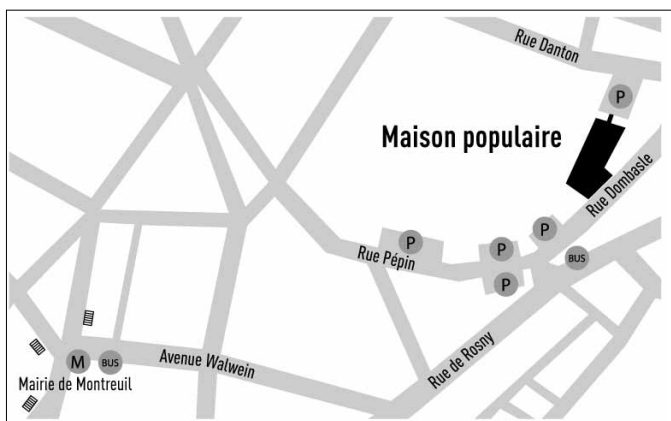 Rue Danton
P
Maison populaire
Rue Dombasle
P
P
P
Rue Pépin
BUS
P
Rue de Rosny
Avenue Walwein
M
BUS
Mairie de Montreuil